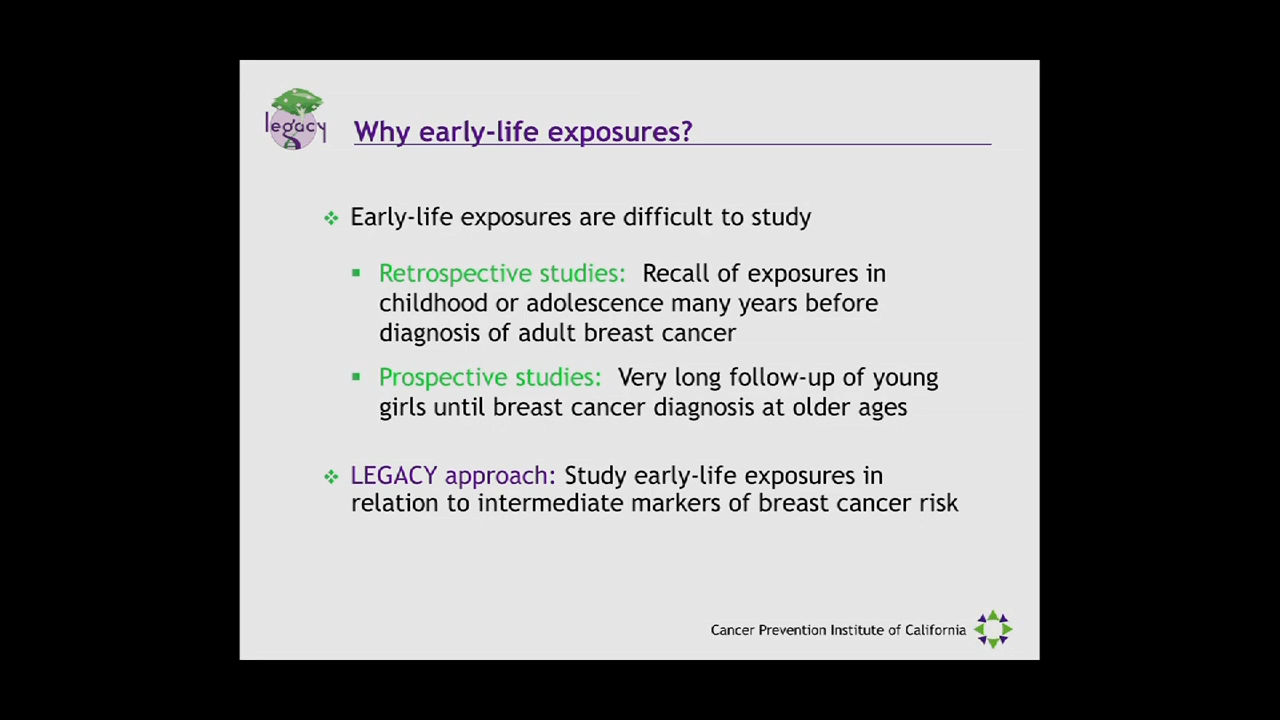 legacy
Why early-life exposures?
Early-life exposures are difficult to study
Retrospective studies: Recall of exposures in
childhood or adolescence many years before
diagnosis of adult breast cancer
Prospective studies: Very long follow-up of young
girls until breast cancer diagnosis at older ages
LEGACY approach: Study early-life exposures in
relation to intermediate markers of breast cancer risk
Cancer Prevention Institute of California